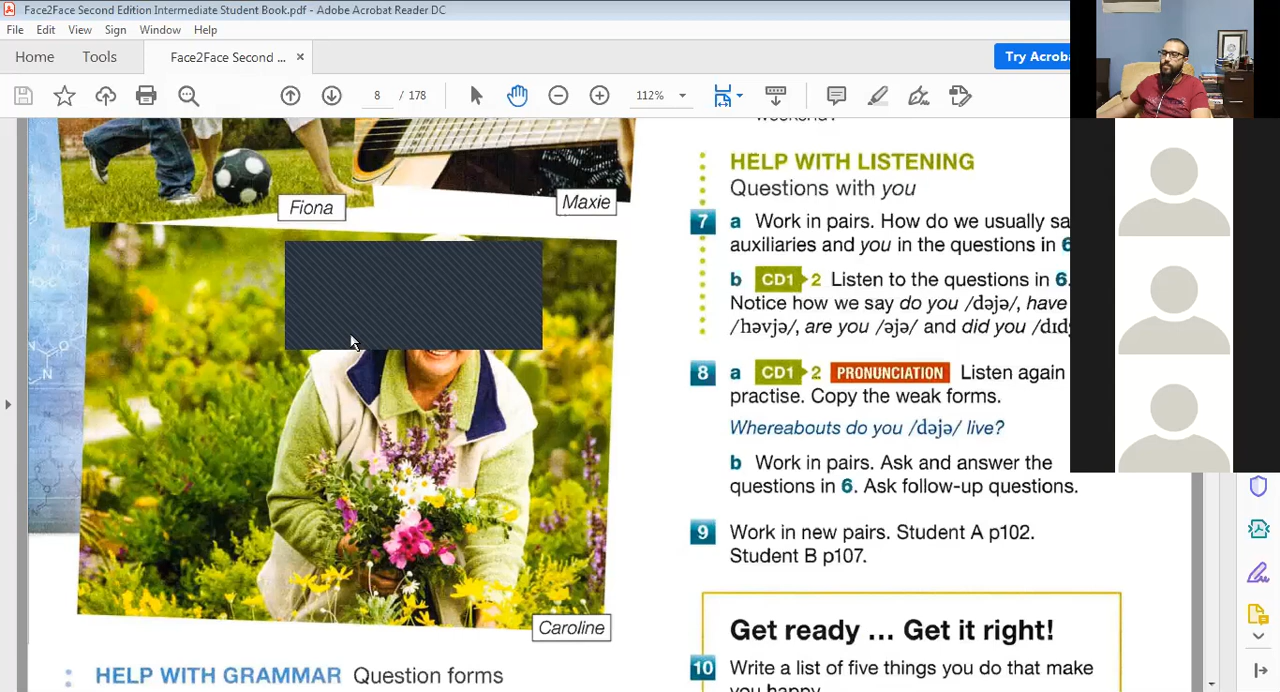 Face2Face Second Edition Intermediate Student Book.pdf - Adobe Acrobat Reader DC
File Edit View Sign Window Help
Home Tools Face2Face Second ... × Try Acroba
8 / 178 112%
Fiona
Maxie
Caroline
HELP WITH GRAMMAR Question forms
HELP WITH LISTENING
Questions with you
7 a Work in pairs. How do we usually sa
auxiliaries and you in the questions in 6
b CD1 2 Listen to the questions in 6.
Notice how we say do you /dəjə/, have
/həvjə/, are you /əjə/ and did you /dɪdj
8 a CD1 2 PRONUNCIATION Listen again
practise. Copy the weak forms.
Whereabouts do you /dəjə/ live?
b Work in pairs. Ask and answer the
questions in 6. Ask follow-up questions.
9 Work in new pairs. Student A p102.
Student B p107.
Get ready … Get it right!
10 Write a list of five things you do that make
you happy